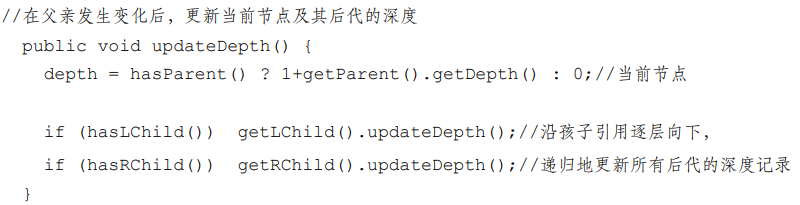 //在父亲发生变化后，更新当前节点及其后代的深度
public void updateDepth() {
depth = hasParent() ? 1+getParent().getDepth() : 0;//当前节点
if (hasLChild())  getLChild().updateDepth();//沿孩子引用逐层向下，
if (hasRChild())  getRChild().updateDepth();//递归地更新所有后代的深度记录
}